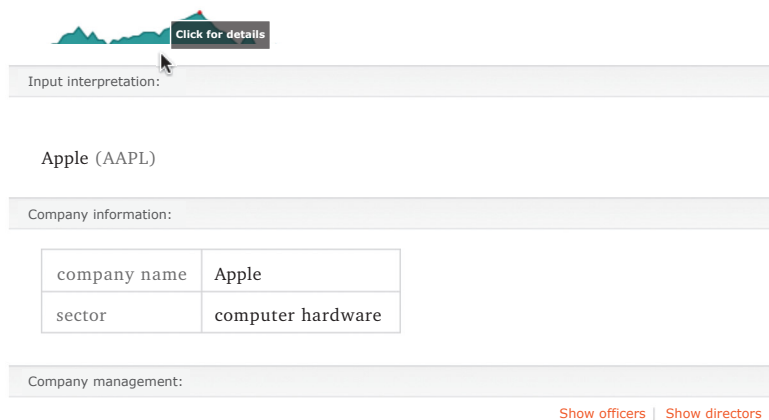 Click for details
Input interpretation:
Apple (AAPL)
Company information:
company name Apple
sector computer hardware
Company management:
Show officers | Show directors